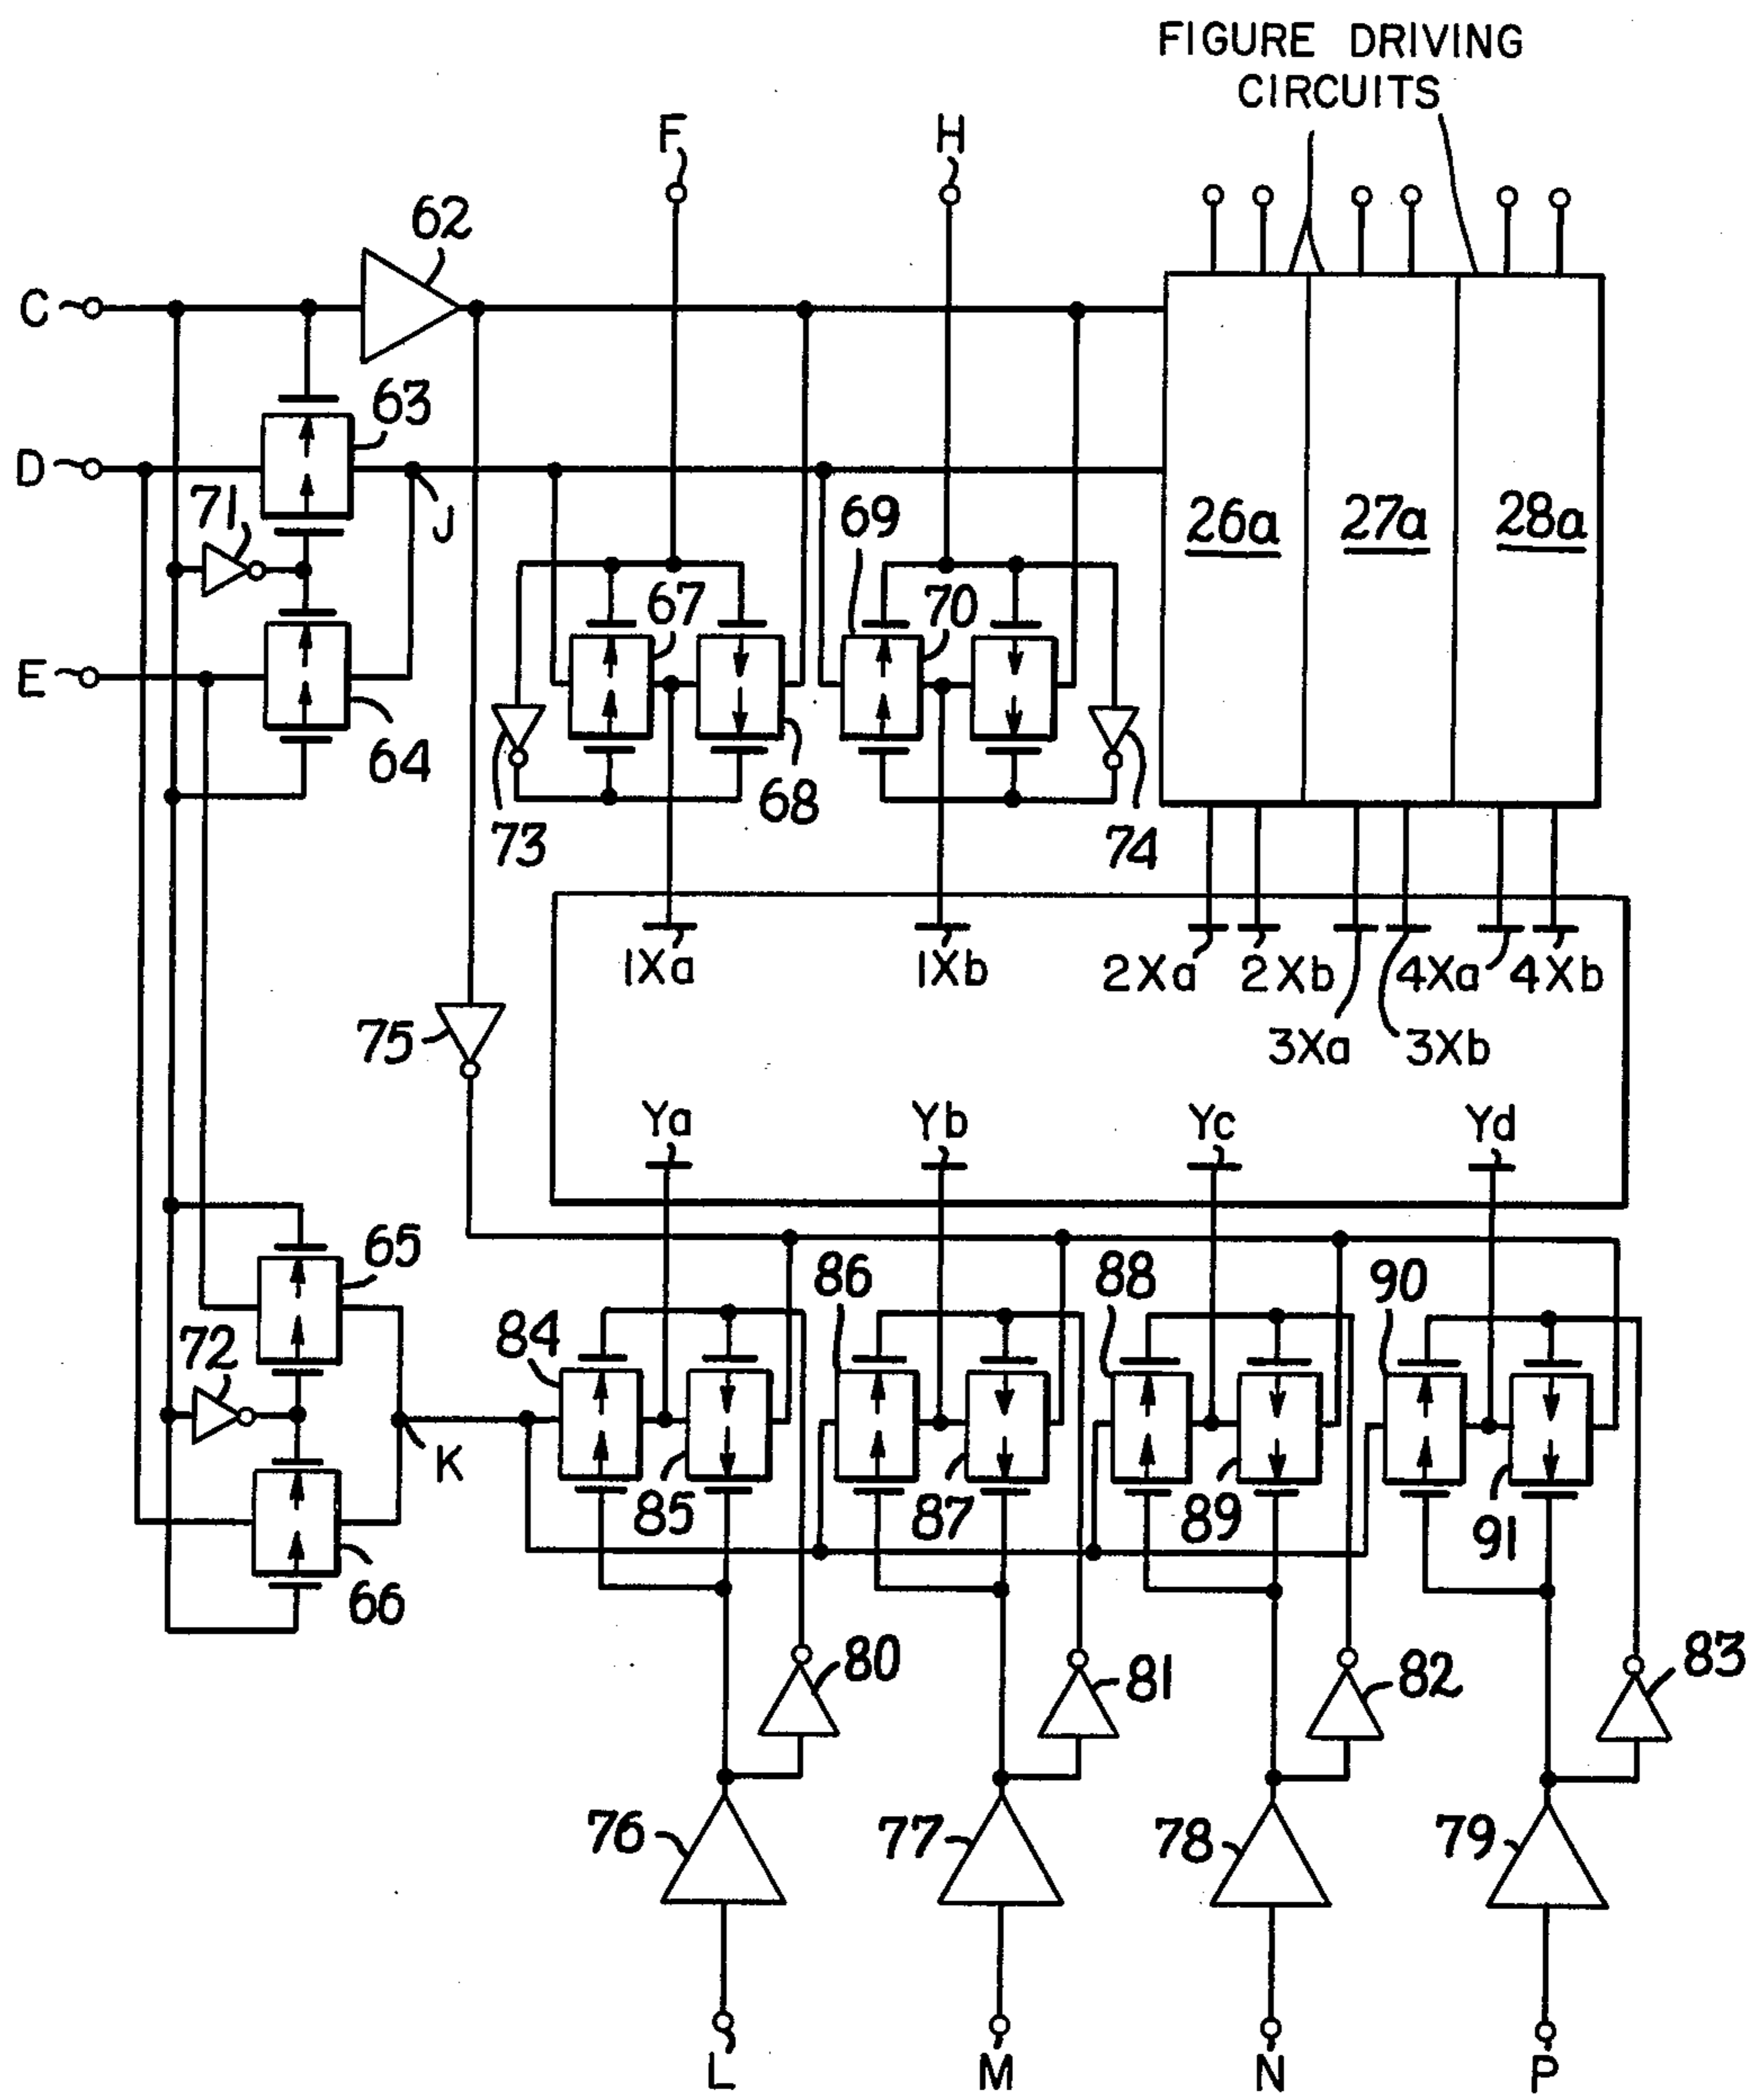 FIGURE DRIVING
CIRCUITS
F
H
62
C
63
D
71
J
69
26a
27a
28a
67
70
E
64
68
73
74
1Xa
1Xb
2Xa
2Xb
4Xa
4Xb
75
3Xa
3Xb
Ya
Yb
Yc
Yd
65
86
88
90
84
72
K
85
87
89
91
66
80
81
82
83
76
77
78
79
L
M
N
P